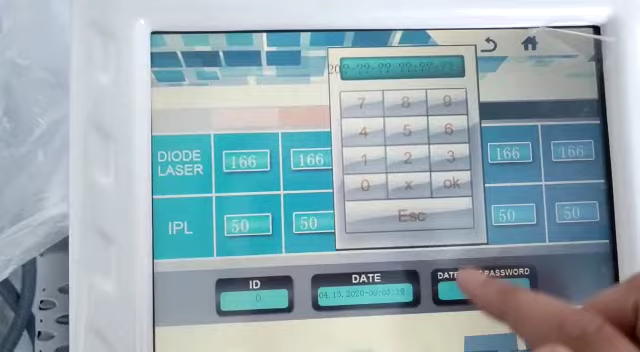 7 8 9
4 5 6
1 2 3
0 x ok
Esc
DIODE LASER 166 166 166 166
IPL 50 50 50 50
ID DATE DATE PASSWORD
0